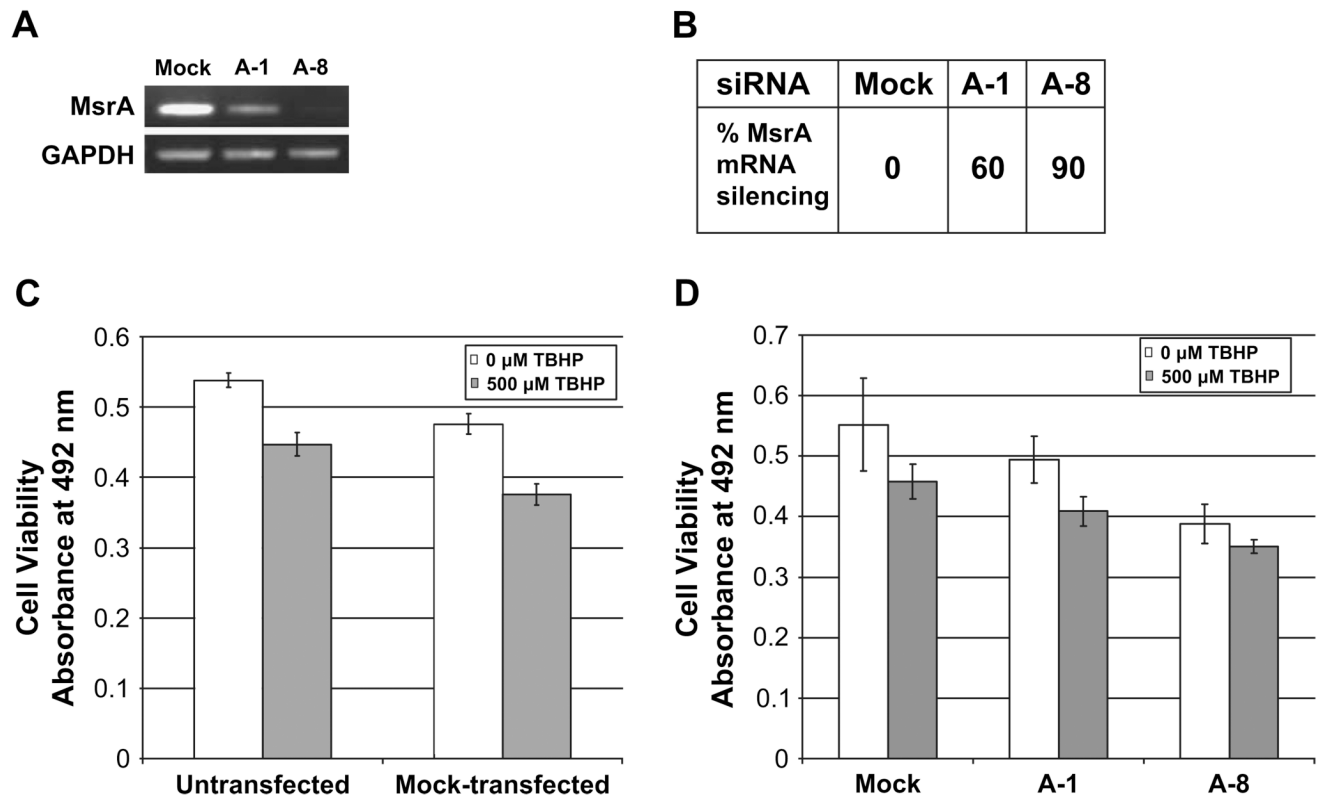 A
Mock A-1 A-8
MsrA
GAPDH
B
siRNA Mock A-1 A-8
% MsrA
mRNA
silencing
0 60 90
C
Cell Viability
Absorbance at 492 nm
0.6
0.5
0.4
0.3
0.2
0.1
0
0 µM TBHP
500 µM TBHP
Untransfected Mock-transfected
D
Cell Viability
Absorbance at 492 nm
0.7
0.6
0.5
0.4
0.3
0.2
0.1
0
0 µM TBHP
500 µM TBHP
Mock A-1 A-8